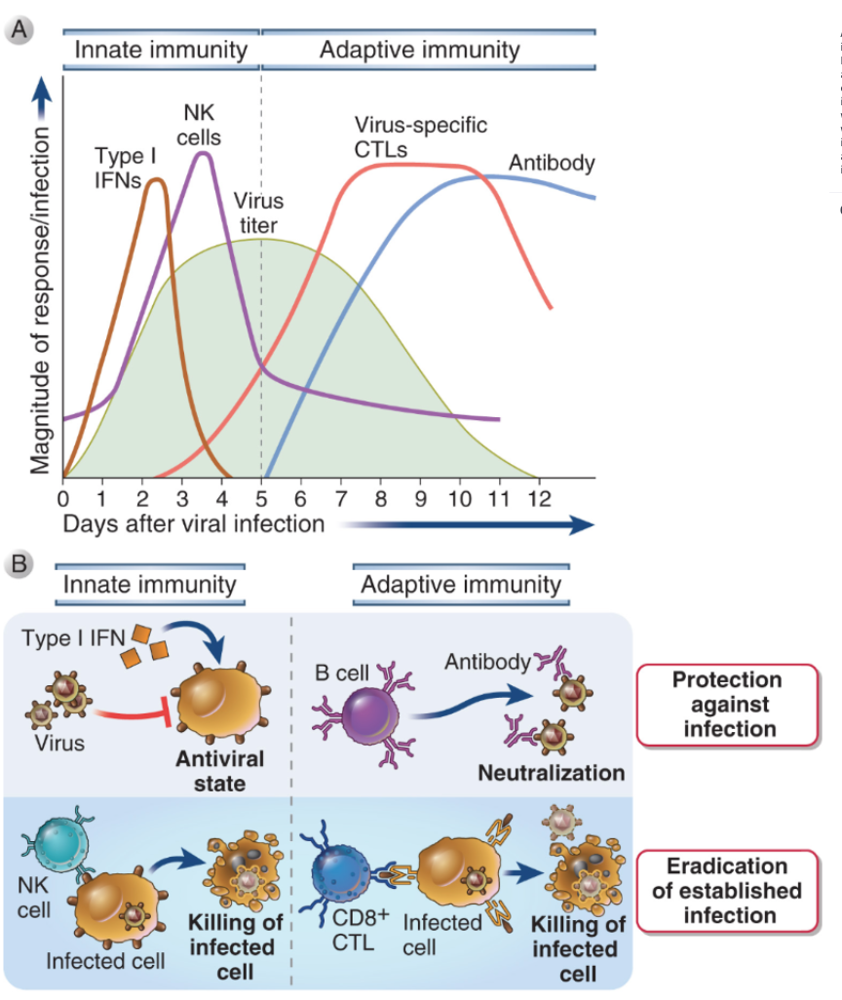 A
Innate immunity
Adaptive immunity
Magnitude of response/infection
Type I
IFNs
NK
cells
Virus
titer
Virus-specific
CTLs
Antibody
0 1 2 3 4 5 6 7 8 9 10 11 12
Days after viral infection
B
Innate immunity
Adaptive immunity
Type I IFN
Virus
Antiviral
state
B cell
Antibody
Neutralization
Protection
against
infection
NK
cell
Infected cell
Killing of
infected
cell
CD8+
CTL
Infected
cell
Killing of
infected
cell
Eradication
of established
infection